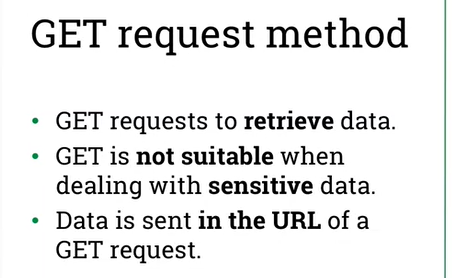 GET request method
• GET requests to retrieve data.
• GET is not suitable when
dealing with sensitive data.
• Data is sent in the URL of a
GET request.